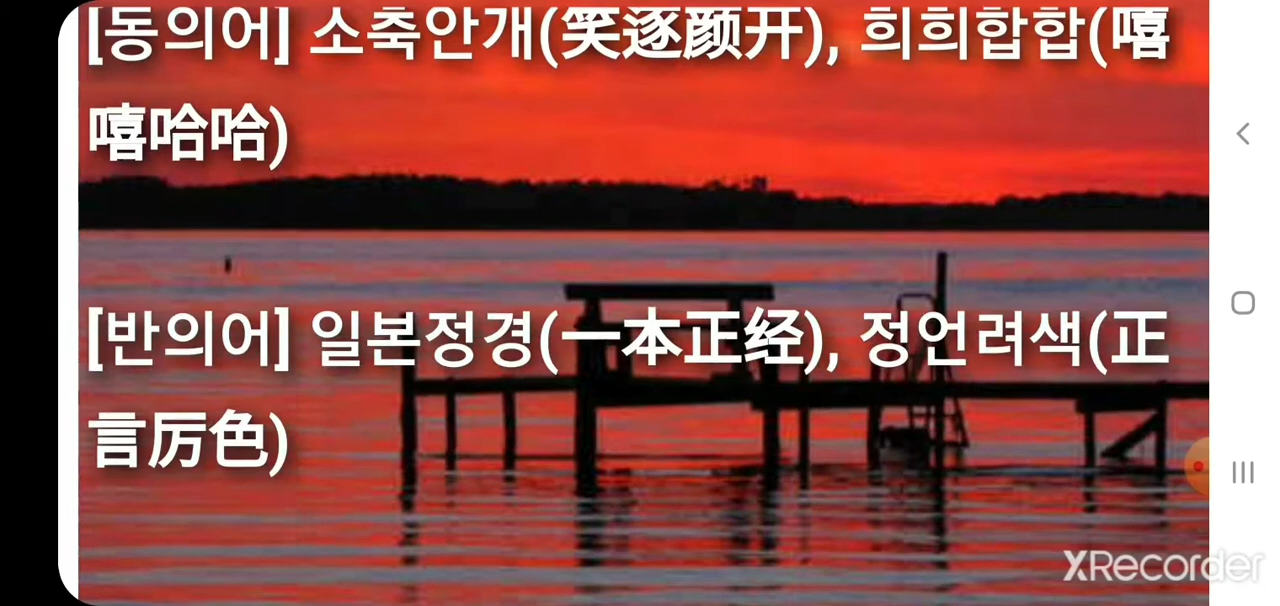 [동의어] 소축안개(笑逐颜开), 희희합합(嘻
嘻哈哈)
[반의어] 일본정경(一本正经), 정언려색(正
言厉色)
XRecorder